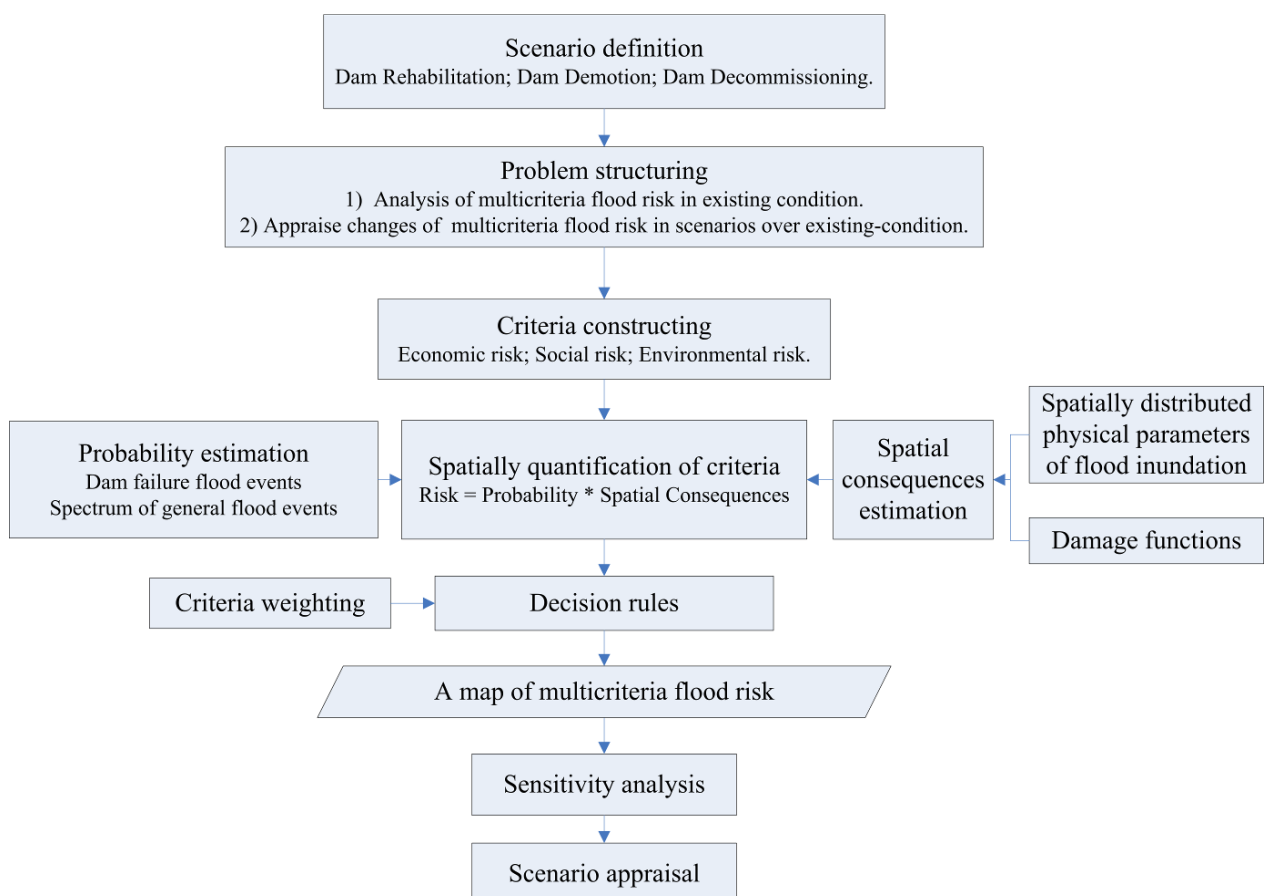 Scenario definition
Dam Rehabilitation; Dam Demotion; Dam Decommissioning.
Problem structuring
1) Analysis of multicriteria flood risk in existing condition.
2) Appraise changes of multicriteria flood risk in scenarios over existing-condition.
Criteria constructing
Economic risk; Social risk; Environmental risk.
Probability estimation
Dam failure flood events
Spectrum of general flood events
Spatially quantification of criteria
Risk = Probability * Spatial Consequences
Spatial
consequences
estimation
Spatially distributed
physical parameters
of flood inundation
Damage functions
Criteria weighting
Decision rules
A map of multicriteria flood risk
Sensitivity analysis
Scenario appraisal